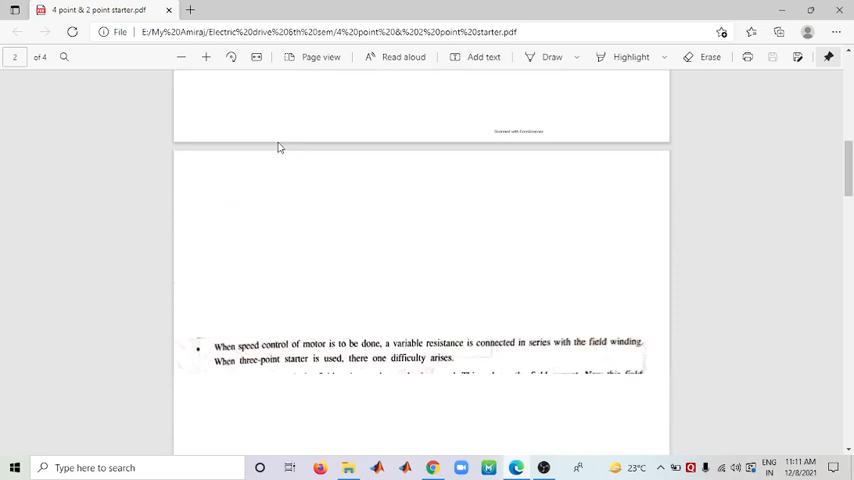 4 point & 2 point starter.pdf
File
E:/My%20Amiraj/Electric%20drive%206th%20sem/4%20point%20&%202%20point%20starter.pdf
2 of 4
Page view
Read aloud
Add text
Draw
Highlight
Erase
• When speed control of motor is to be done, a variable resistance is connected in series with the field winding.
When three-point starter is used, there one difficulty arises.
Type here to search
23°C
ENG
IN
11:11 AM
12/8/2021